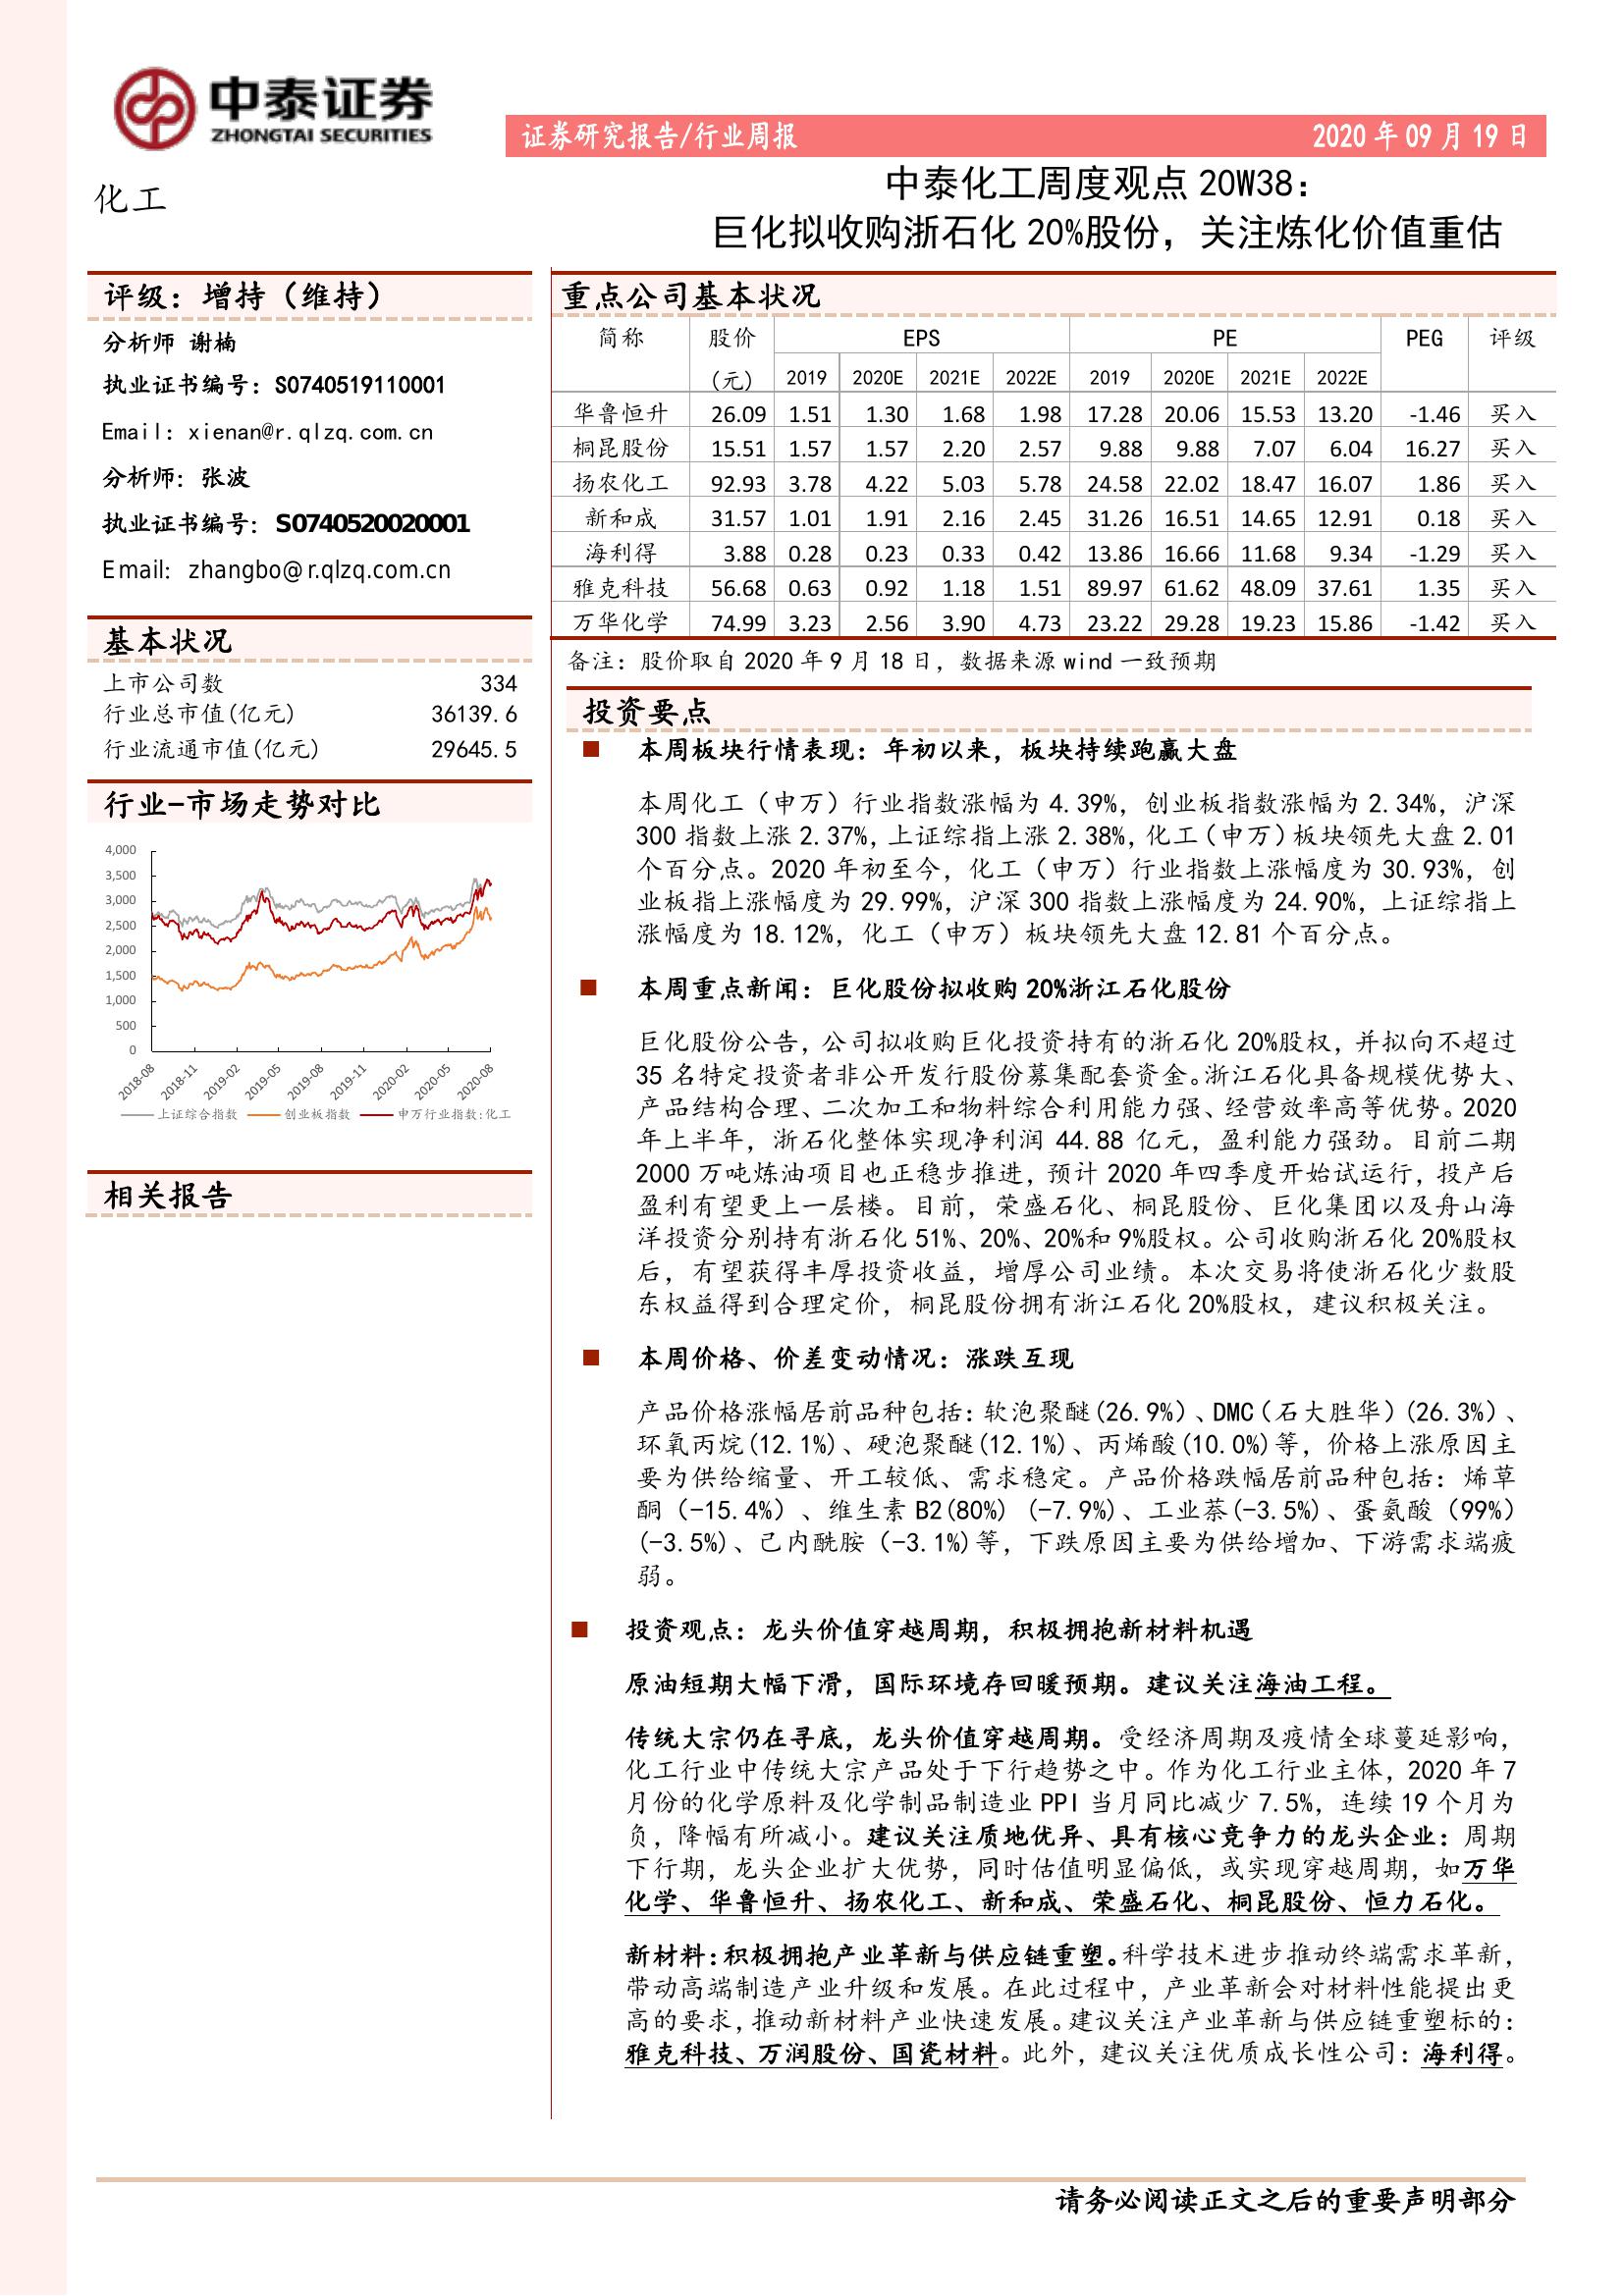 中泰证券
ZHONGTAI SECURITIES
证券研究报告/行业周报 2020年09月19日
化工
中泰化工周度观点20W38：
巨化拟收购浙石化20%股份，关注炼化价值重估
评级：增持（维持）
分析师 谢楠
执业证书编号：S0740519110001
Email：xienan@r.qlzq.com.cn
分析师：张波
执业证书编号：S0740520020001
Email：zhangbo@r.qlzq.com.cn
基本状况
上市公司数 334
行业总市值(亿元) 36139.6
行业流通市值(亿元) 29645.5
行业-市场走势对比
4,000
3,500
3,000
2,500
2,000
1,500
1,000
500
0
2018-08 2018-11 2019-02 2019-05 2019-08 2019-11 2020-02 2020-05 2020-08
上证综合指数 创业板指数 申万行业指数:化工
相关报告
重点公司基本状况
简称 股价 EPS PE PEG 评级
(元) 2019 2020E 2021E 2022E 2019 2020E 2021E 2022E
华鲁恒升 26.09 1.51 1.30 1.68 1.98 17.28 20.06 15.53 13.20 -1.46 买入
桐昆股份 15.51 1.57 1.57 2.20 2.57 9.88 9.88 7.07 6.04 16.27 买入
扬农化工 92.93 3.78 4.22 5.03 5.78 24.58 22.02 18.47 16.07 1.86 买入
新和成 31.57 1.01 1.91 2.16 2.45 31.26 16.51 14.65 12.91 0.18 买入
海利得 3.88 0.28 0.23 0.33 0.42 13.86 16.66 11.68 9.34 -1.29 买入
雅克科技 56.68 0.63 0.92 1.18 1.51 89.97 61.62 48.09 37.61 1.35 买入
万华化学 74.99 3.23 2.56 3.90 4.73 23.22 29.28 19.23 15.86 -1.42 买入
备注：股价取自2020年9月18日，数据来源wind一致预期
投资要点
■ 本周板块行情表现：年初以来，板块持续跑赢大盘
本周化工（申万）行业指数涨幅为4.39%，创业板指数涨幅为2.34%，沪深
300指数上涨2.37%，上证综指上涨2.38%，化工（申万）板块领先大盘2.01
个百分点。2020年初至今，化工（申万）行业指数上涨幅度为30.93%，创
业板指上涨幅度为29.99%，沪深300指数上涨幅度为24.90%，上证综指上
涨幅度为18.12%，化工（申万）板块领先大盘12.81个百分点。
■ 本周重点新闻：巨化股份拟收购20%浙江石化股份
巨化股份公告，公司拟收购巨化投资持有的浙石化20%股权，并拟向不超过
35名特定投资者非公开发行股份募集配套资金。浙江石化具备规模优势大、
产品结构合理、二次加工和物料综合利用能力强、经营效率高等优势。2020
年上半年，浙石化整体实现净利润44.88亿元，盈利能力强劲。目前二期
2000万吨炼油项目也正稳步推进，预计2020年四季度开始试运行，投产后
盈利有望更上一层楼。目前，荣盛石化、桐昆股份、巨化集团以及舟山海
洋投资分别持有浙石化51%、20%、20%和9%股权。公司收购浙石化20%股权
后，有望获得丰厚投资收益，增厚公司业绩。本次交易将使浙石化少数股
东权益得到合理定价，桐昆股份拥有浙江石化20%股权，建议积极关注。
■ 本周价格、价差变动情况：涨跌互现
产品价格涨幅居前品种包括：软泡聚醚(26.9%)、DMC（石大胜华）(26.3%)、
环氧丙烷(12.1%)、硬泡聚醚(12.1%)、丙烯酸(10.0%)等，价格上涨原因主
要为供给缩量、开工较低、需求稳定。产品价格跌幅居前品种包括：烯草
酮（-15.4%）、维生素B2(80%)（-7.9%)、工业萘(-3.5%)、蛋氨酸（99%)
(-3.5%)、己内酰胺（-3.1%)等，下跌原因主要为供给增加、下游需求端疲
弱。
■ 投资观点：龙头价值穿越周期，积极拥抱新材料机遇
原油短期大幅下滑，国际环境存回暖预期。建议关注海油工程。
传统大宗仍在寻底，龙头价值穿越周期。受经济周期及疫情全球蔓延影响，
化工行业中传统大宗产品处于下行趋势之中。作为化工行业主体，2020年7
月份的化学原料及化学制品制造业PPI当月同比减少7.5%，连续19个月为
负，降幅有所减小。建议关注质地优异、具有核心竞争力的龙头企业：周期
下行期，龙头企业扩大优势，同时估值明显偏低，或实现穿越周期，如万华
化学、华鲁恒升、扬农化工、新和成、荣盛石化、桐昆股份、恒力石化。
新材料：积极拥抱产业革新与供应链重塑。科学技术进步推动终端需求革新，
带动高端制造产业升级和发展。在此过程中，产业革新会对材料性能提出更
高的要求，推动新材料产业快速发展。建议关注产业革新与供应链重塑标的：
雅克科技、万润股份、国瓷材料。此外，建议关注优质成长性公司：海利得。
请务必阅读正文之后的重要声明部分